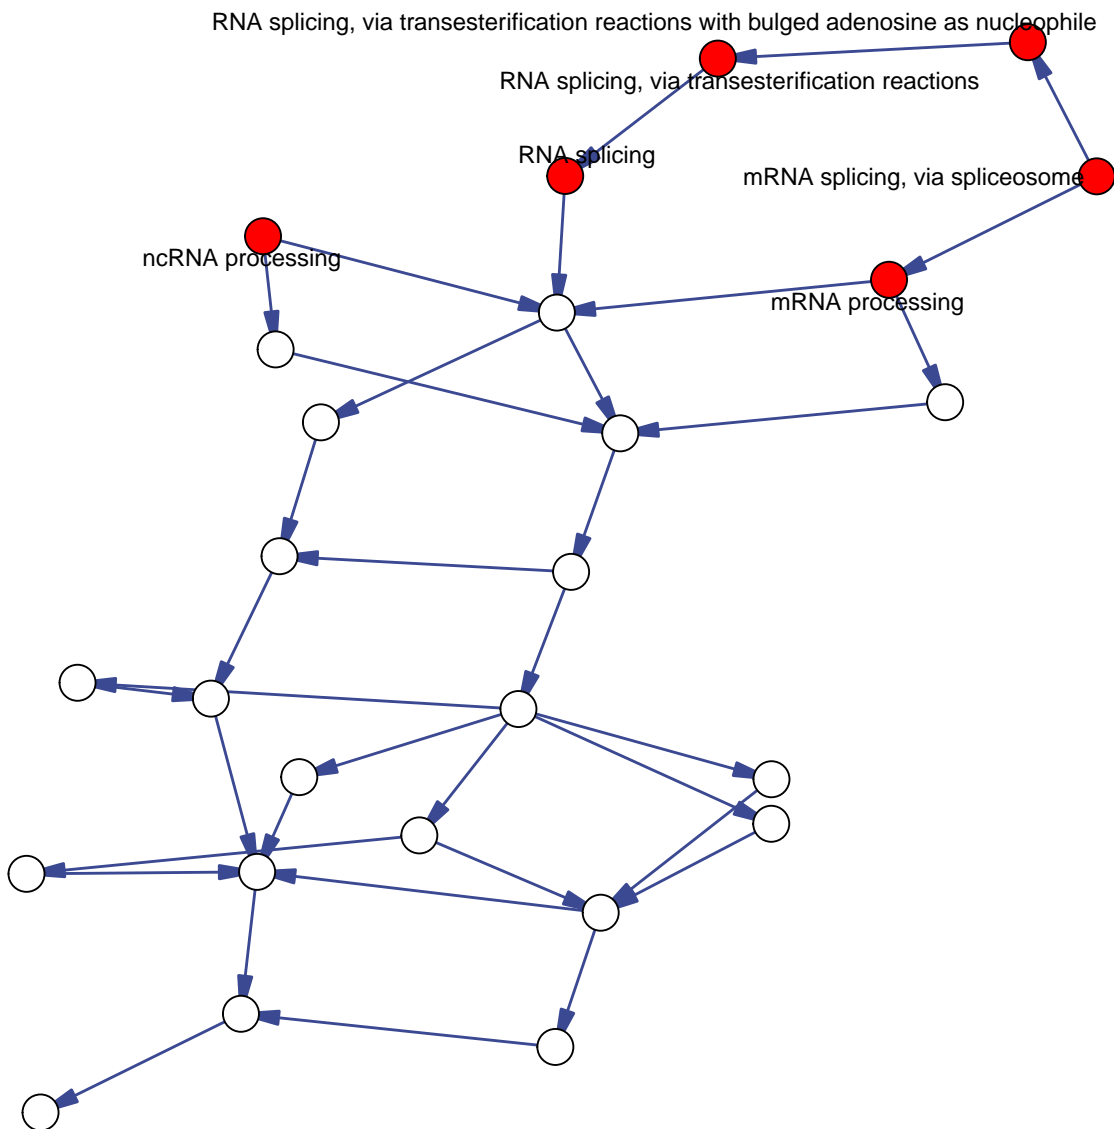 RNA splicing, via transesterification reactions with bulged adenosine as nucleophile
RNA splicing, via transesterification reactions
RNA splicing
mRNA splicing, via spliceosome
ncRNA processing
mRNA processing